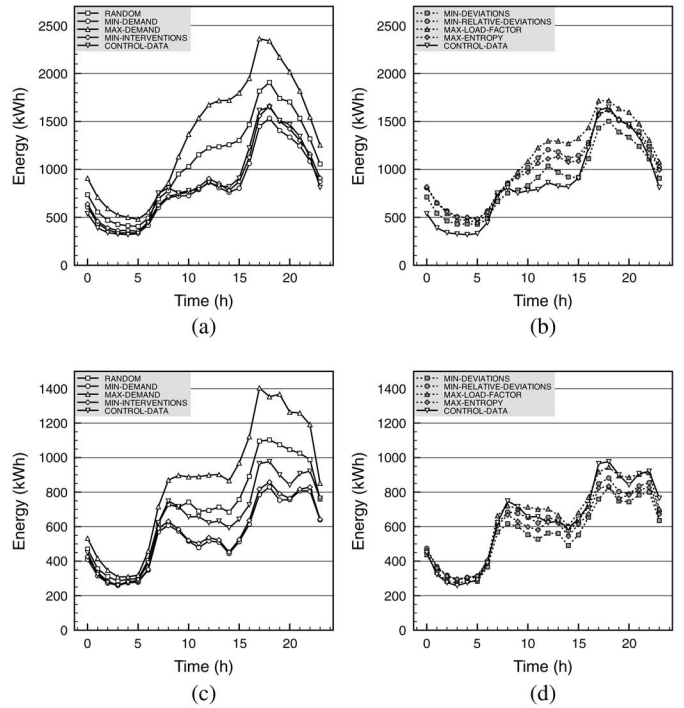 RANDOM
MIN-DEMAND
MAX-DEMAND
MIN-INTERVENTIONS
CONTROL-DATA
2500
2000
1500
1000
500
0
Energy (kWh)
0 5 10 15 20
Time (h)
(a)
MIN-DEVIATIONS
MIN-RELATIVE-DEVIATIONS
MAX-LOAD-FACTOR
MAX-ENTROPY
CONTROL-DATA
2500
2000
1500
1000
500
0
Energy (kWh)
0 5 10 15 20
Time (h)
(b)
RANDOM
MIN-DEMAND
MAX-DEMAND
MIN-INTERVENTIONS
CONTROL-DATA
1400
1200
1000
800
600
400
200
0
Energy (kWh)
0 5 10 15 20
Time (h)
(c)
MIN-DEVIATIONS
MIN-RELATIVE-DEVIATIONS
MAX-LOAD-FACTOR
MAX-ENTROPY
CONTROL-DATA
1400
1200
1000
800
600
400
200
0
Energy (kWh)
0 5 10 15 20
Time (h)
(d)